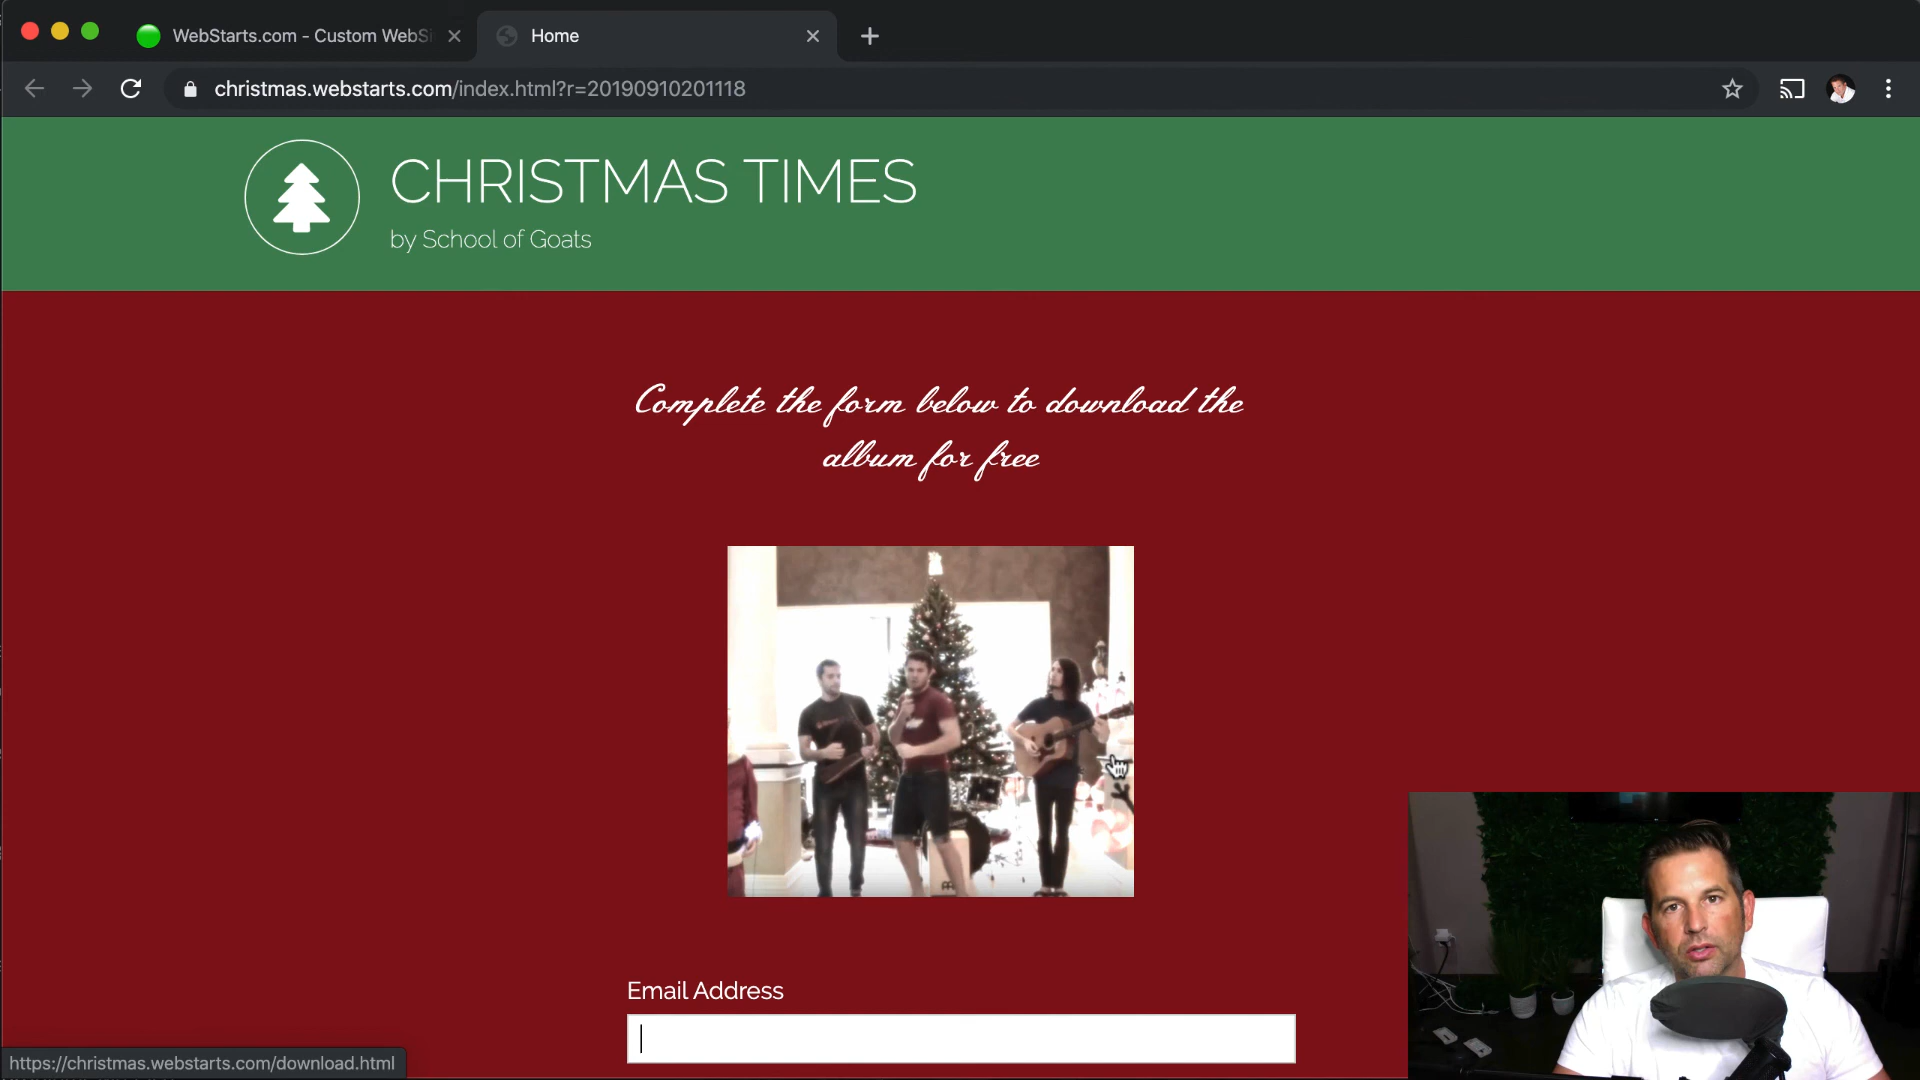 WebStarts.com - Custom WebSi
Home
christmas.webstarts.com/index.html?r=20190910201118
CHRISTMAS TIMES
by School of Goats
Complete the form below to download the
album for free
Email Address
https://christmas.webstarts.com/download.html